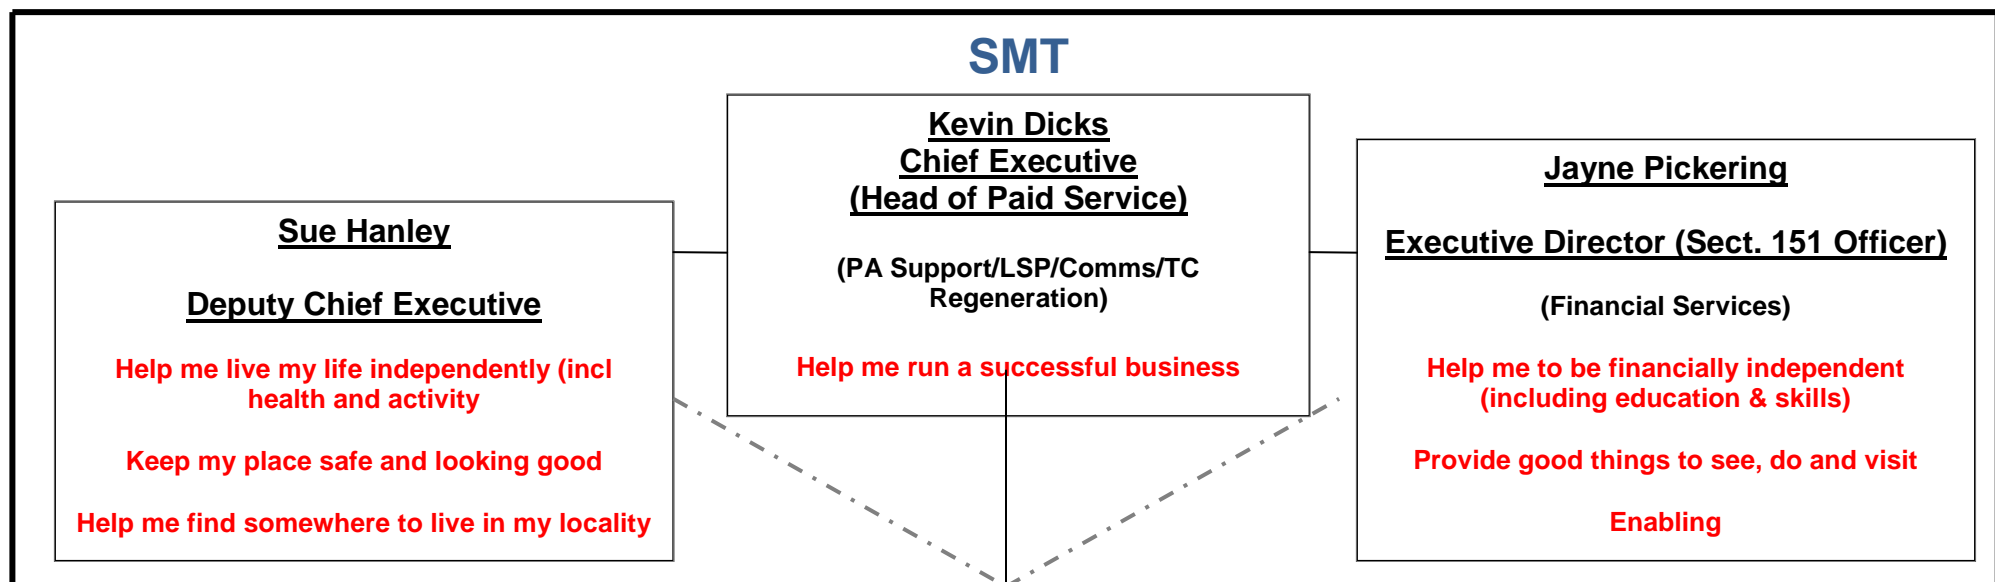 SMT
Kevin Dicks
Chief Executive
(Head of Paid Service)
(PA Support/LSP/Comms/TC
Regeneration)
Help me run a successful business
Sue Hanley
Deputy Chief Executive
Help me live my life independently (incl
health and activity
Keep my place safe and looking good
Help me find somewhere to live in my locality
Jayne Pickering
Executive Director (Sect. 151 Officer)
(Financial Services)
Help me to be financially independent
(including education & skills)
Provide good things to see, do and visit
Enabling